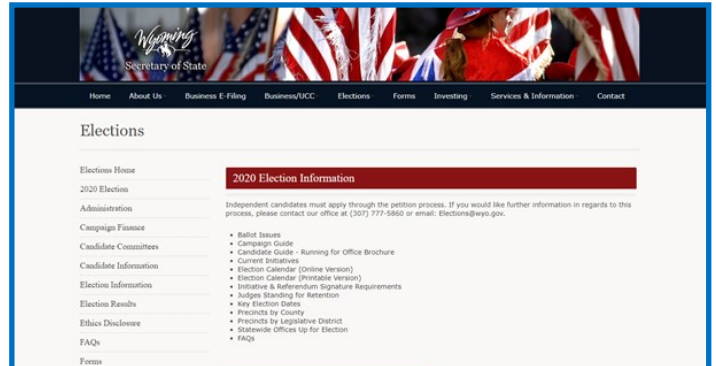 Wyoming
Secretary of State
Home About Us Business E-Filing Business/UCC Elections Forms Investing Services & Information Contact
Elections
Elections Home
2020 Election
Administration
Campaign Finance
Candidate Committees
Candidate Information
Election Information
Election Results
Ethics Disclosure
FAQs
Forms
2020 Election Information
Independent candidates must apply through the petition process. If you would like further information in regards to this
process, please contact our office at (307) 777-5860 or email: Elections@wyo.gov.
• Ballot Issues
• Campaign Guide
• Candidate Guide - Running for Office Brochure
• Current Initiatives
• Election Calendar (Online Version)
• Election Calendar (Printable Version)
• Initiative & Referendum Signature Requirements
• Judges Standing for Retention
• Key Election Dates
• Precincts by County
• Precincts by Legislative District
• Statewide Offices Up for Election
• FAQs